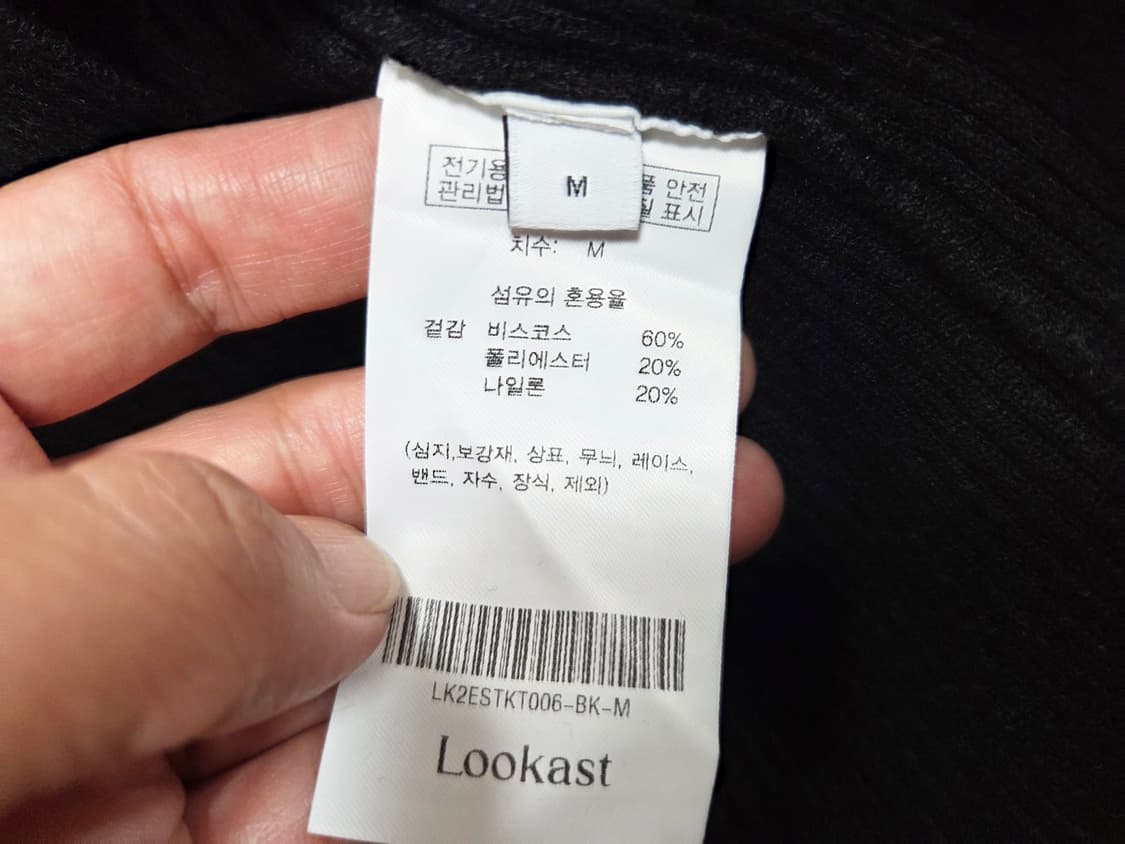 전기용
관리법
M
안전
표시
치수: M
섬유의 혼용율
겉감 비스코스 60%
폴리에스터 20%
나일론 20%
(심지,보강재, 상표, 무늬, 레이스,
밴드, 자수, 장식, 제외)
LK2ESTKT006-BK-M
Lookast